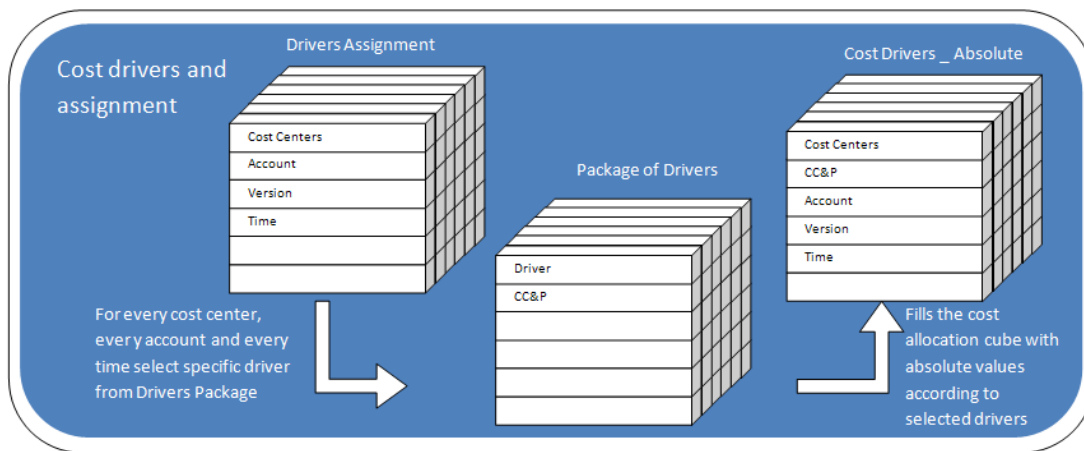 Cost drivers and
assignment
Drivers Assignment
Cost Centers
Account
Version
Time
For every cost center,
every account and every
time select specific driver
from Drivers Package
Package of Drivers
Driver
CC&P
Cost Drivers _ Absolute
Cost Centers
CC&P
Account
Version
Time
Fills the cost
allocation cube with
absolute values
according to
selected drivers